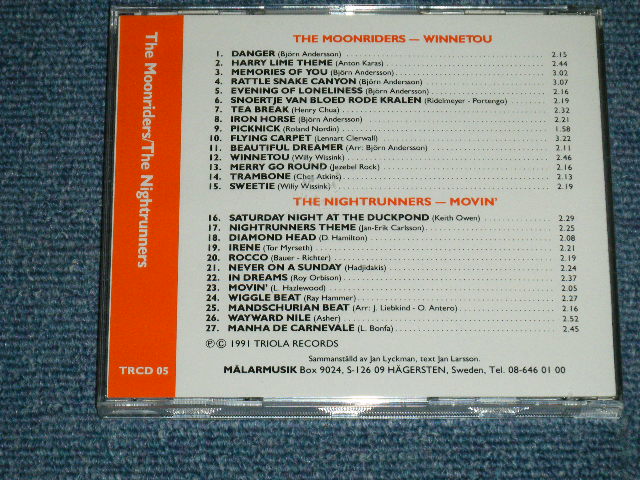 The Moonriders/The Nightrunners
TRCD 05
THE MOONRIDERS — WINNETOU
1. DANGER (Björn Andersson) 2.15
2. HARRY LIME THEME (Anton Karas) 2.44
3. MEMORIES OF YOU (Björn Andersson) 3.02
4. RATTLE SNAKE CANYON (Björn Andersson) 3.07
5. EVENING OF LONELINESS (Björn Andersson) 2.16
6. SNOERTJE VAN BLOED RODE KRALEN (Ridelmeyer - Portengo) 2.19
7. TEA BREAK (Henry Chua) 2.32
8. IRON HORSE (Björn Andersson) 2.21
9. PICKNICK (Roland Nordin) 1.58
10. FLYING CARPET (Lennart Clerwall) 3.22
11. BEAUTIFUL DREAMER (Arr: Björn Andersson) 2.11
12. WINNETOU (Willy Wissink) 2.46
13. MERRY GO ROUND (Jezebel Rock) 2.16
14. TRAMBONE (Chet Atkins) 2.13
15. SWEETIE (Willy Wissink) 2.19
THE NIGHTRUNNERS — MOVIN'
16. SATURDAY NIGHT AT THE DUCKPOND (Keith Owen) 2.29
17. NIGHTRUNNERS THEME (Jan-Erik Carlsson) 2.25
18. DIAMOND HEAD (D. Hamilton) 2.08
19. IRENE (Tor Myrseth) 2.21
20. ROCCO (Bauer - Richter) 2.19
21. NEVER ON A SUNDAY (Hadjidakis) 2.24
22. IN DREAMS (Roy Orbison) 2.37
23. MOVIN' (L. Hazlewood) 2.05
24. WIGGLE BEAT (Ray Hammer) 2.27
25. MANDSCHURIAN BEAT (Arr: J. Liebkind - O. Antero) 2.16
26. WAYWARD NILE (Asher) 2.52
27. MANHA DE CARNEVALE (L. Bonfa) 2.45
℗ © 1991 TRIOLA RECORDS
Sammanställd av Jan Lyckman, text Jan Larsson.
MÄLARMUSIK Box 9024, S-126 09 HÄGERSTEN, Sweden, Tel. 08-646 01 00